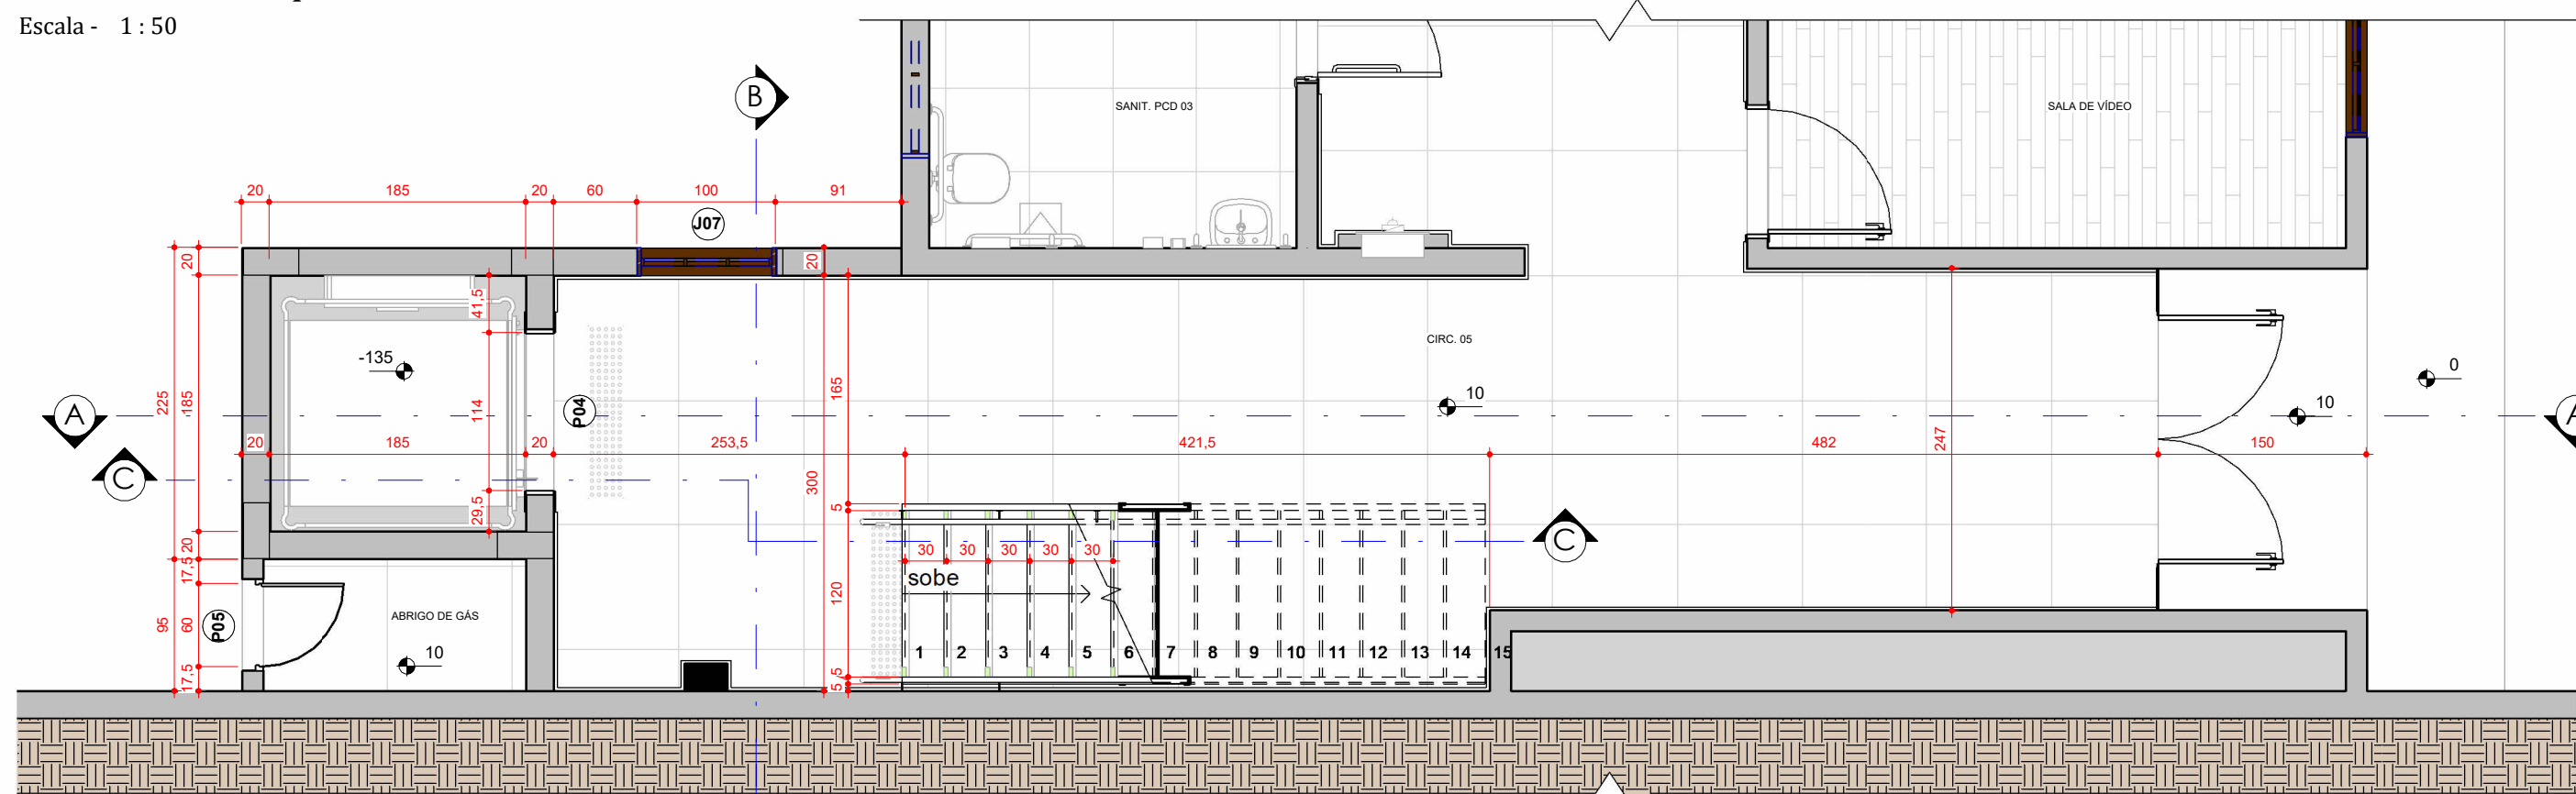 Escala - 1 : 50
B
SANIT. PCD 03
SALA DE VÍDEO
20 185 20 60 100 91
J07
20 20
41,5
CIRC. 05
-135
0
10
10
225 185 114 165
A
P04
20 185 20 253,5 421,5 482 247 150
C
300
29,5
5
C
20
17,5
30 30 30 30 30
sobe
120
ABRIGO DE GÁS
95 60
P05
10
1 2 3 4 5 6 7 8 9 10 11 12 13 14 15
17,5
5 5